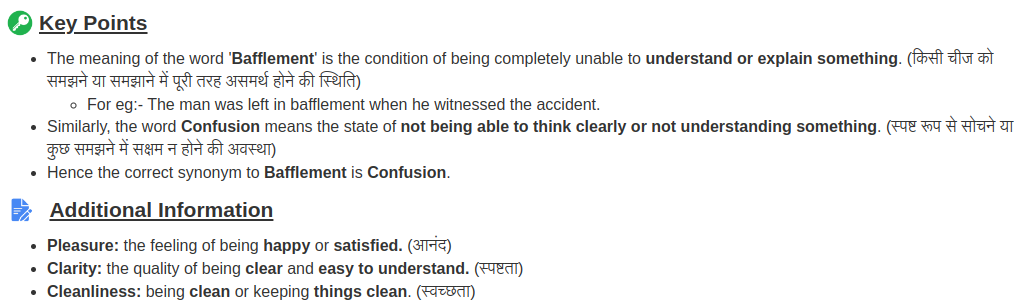 Key Points
The meaning of the word 'Bafflement' is the condition of being completely unable to understand or explain something. (किसी चीज को
समझने या समझाने में पूरी तरह असमर्थ होने की स्थिति)
For eg:- The man was left in bafflement when he witnessed the accident.
Similarly, the word Confusion means the state of not being able to think clearly or not understanding something. (स्पष्ट रूप से सोचने या
कुछ समझने में सक्षम न होने की अवस्था)
Hence the correct synonym to Bafflement is Confusion.
Additional Information
Pleasure: the feeling of being happy or satisfied. (आनंद)
Clarity: the quality of being clear and easy to understand. (स्पष्टता)
Cleanliness: being clean or keeping things clean. (स्वच्छता)